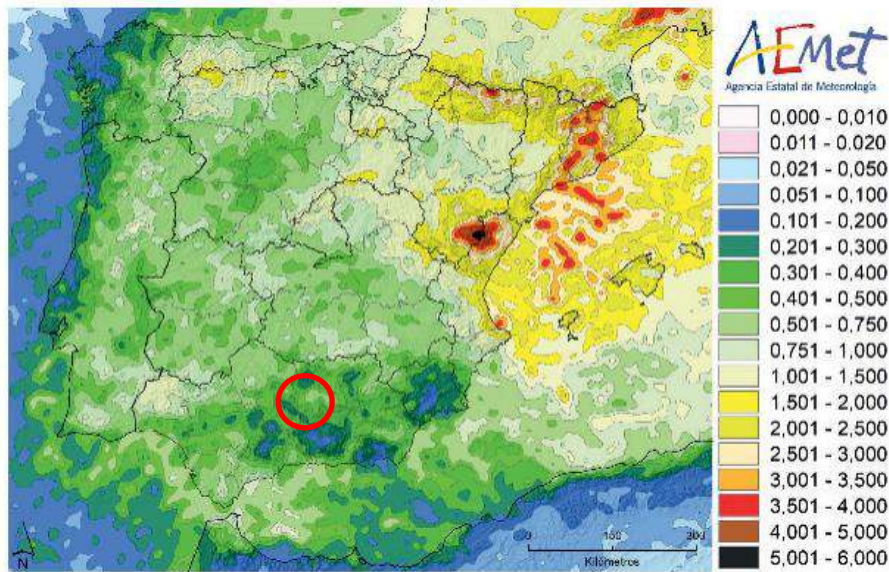 AEMet
Agencia Estatal de Meteorología
0,000 - 0,010
0.011 - 0.020
0,021 - 0,050
0,051 - 0,100
0,101 - 0,200
0,201 - 0,300
0,301 - 0,400
0,401 - 0,500
0,501 - 0,750
0,751 - 1,000
1,001 - 1,500
1,501 - 2,000
2,001 - 2,500
2,501 - 3,000
3,001 - 3,500
3.501 - 4,000
4,001 - 5,000
5,001 - 6,000
N
0 100 200
Kilómetros